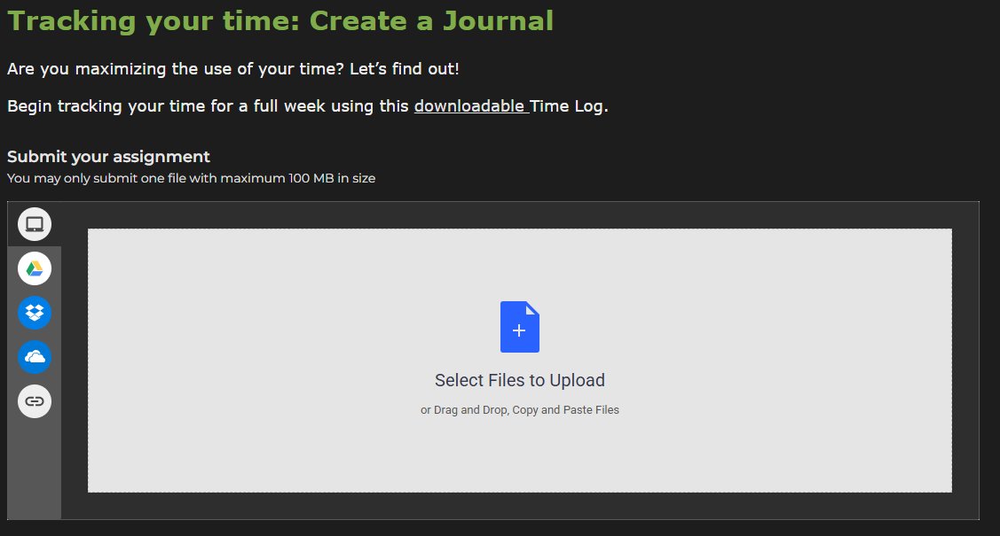 Tracking your time: Create a Journal
Are you maximizing the use of your time? Let’s find out!
Begin tracking your time for a full week using this downloadable Time Log.
Submit your assignment
You may only submit one file with maximum 100 MB in size
Select Files to Upload
or Drag and Drop, Copy and Paste Files